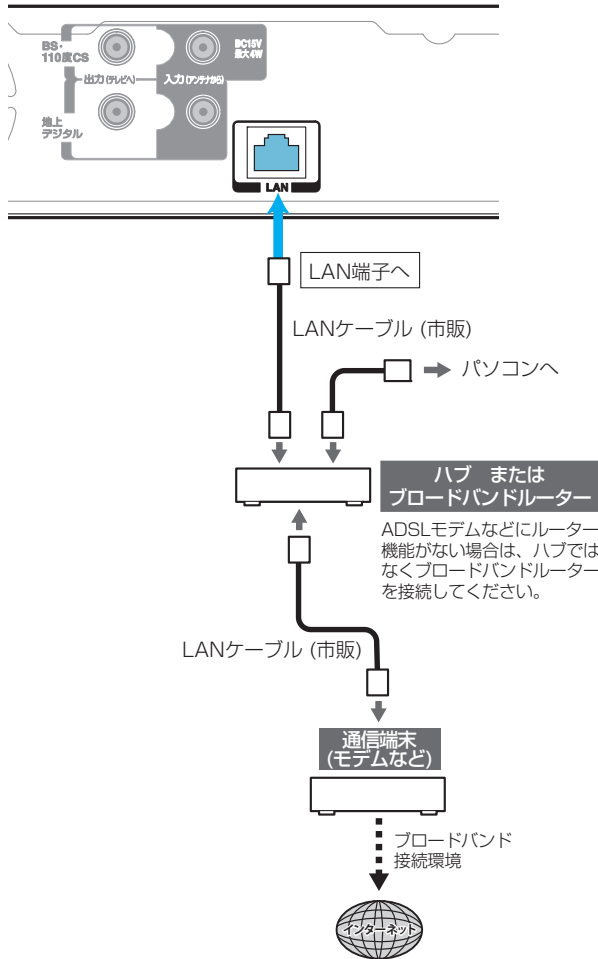 BS・
110度CS
DC15V
最大4W
出力(テレビへ)
入力(アンテナから)
地上
デジタル
LAN
LAN端子へ
LANケーブル (市販)
パソコンへ
ハブ または
ブロードバンドルーター
ADSLモデムなどにルーター
機能がない場合は、ハブでは
なくブロードバンドルーター
を接続してください。
LANケーブル (市販)
通信端末
(モデムなど)
ブロードバンド
接続環境
インターネット